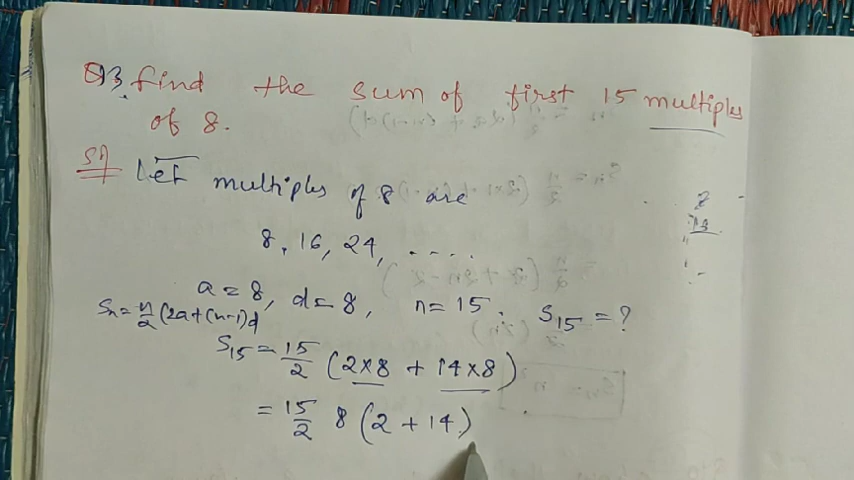 Q3. Find the sum of first 15 multiples
of 8.
Sol Let multiples of 8 are
8, 16, 24, .....
a = 8, d = 8, n = 15. S15 = ?
Sn = n/2 (2a+(n-1)d
S15 = 15/2 (2×8 + 14×8)
= 15/2 8 (2 + 14)